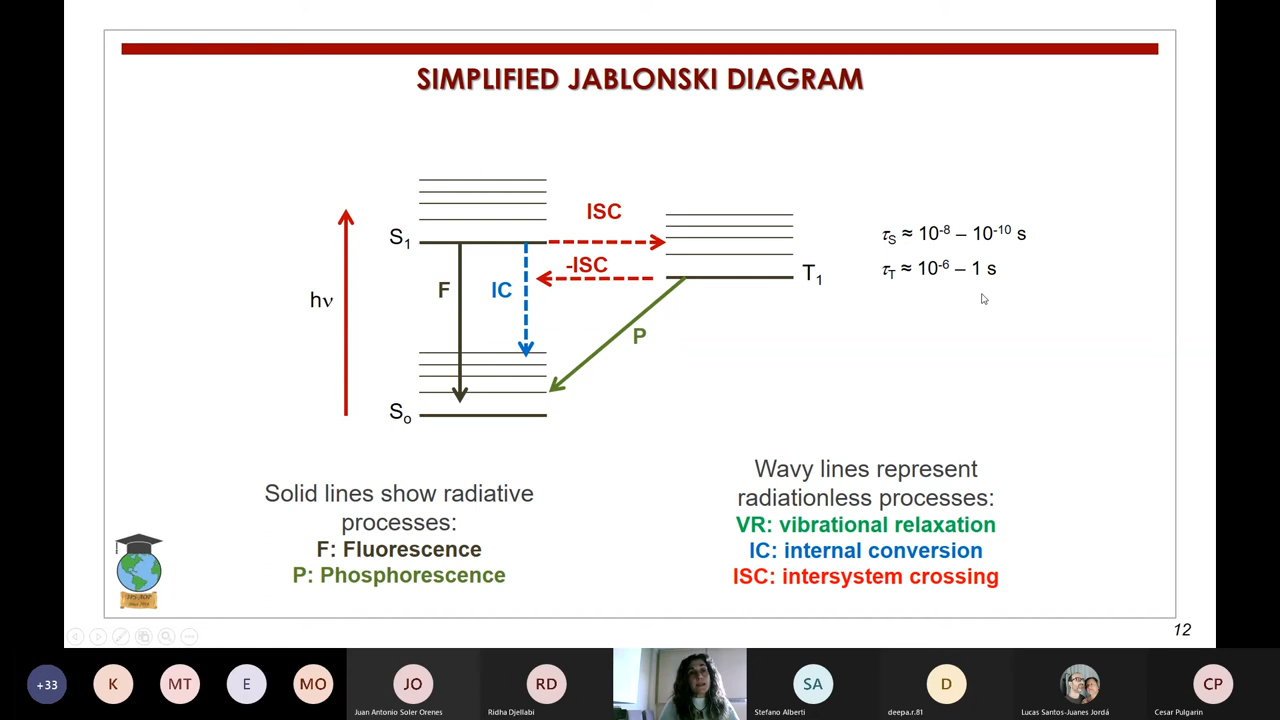 SIMPLIFIED JABLONSKI DIAGRAM
ISC
S1
-ISC
T1
hν
F
IC
P
So
τS ≈ 10-8 – 10-10 s
τT ≈ 10-6 – 1 s
Solid lines show radiative
processes:
F: Fluorescence
P: Phosphorescence
Wavy lines represent
radiationless processes:
VR: vibrational relaxation
IC: internal conversion
ISC: intersystem crossing
12
+33
K
MT
E
MO
JO
Juan Antonio Soler Orenes
RD
Ridha Djellabi
SA
Stefano Alberti
D
deepa.r.81
Lucas Santos-Juanes Jordá
CP
Cesar Pulgarin